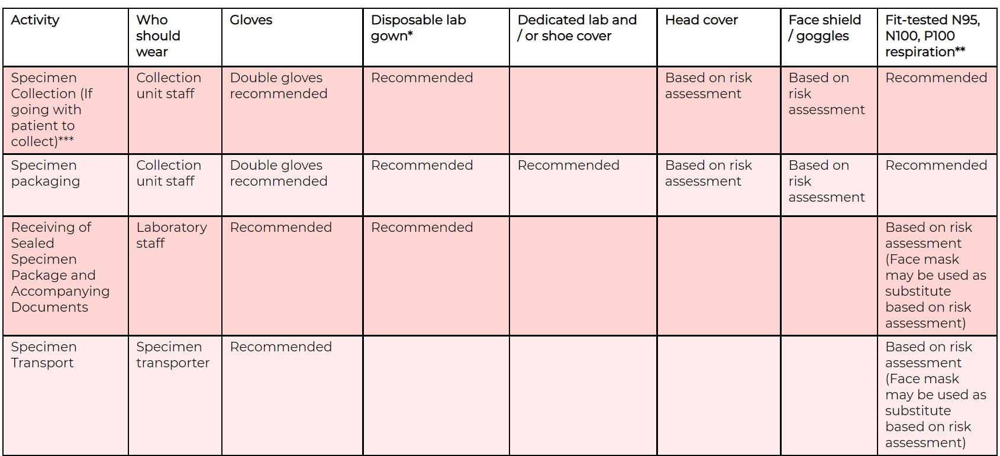 Activity
Who
should
wear
Gloves
Disposable lab
gown*
Dedicated lab and
/ or shoe cover
Head cover
Face shield
/ goggles
Fit-tested N95,
N100, P100
respiration**
Specimen
Collection (If
going with
patient to
collect)***
Collection
unit staff
Double gloves
recommended
Recommended
Based on risk
assessment
Based on
risk
assessment
Recommended
Specimen
packaging
Collection
unit staff
Double gloves
recommended
Recommended
Recommended
Based on risk
assessment
Based on
risk
assessment
Recommended
Receiving of
Sealed
Specimen
Package and
Accompanying
Documents
Laboratory
staff
Recommended
Recommended
Based on risk
assessment
(Face mask
may be used as
substitute
based on risk
assessment)
Specimen
Transport
Specimen
transporter
Recommended
Based on risk
assessment
(Face mask
may be used as
substitute
based on risk
assessment)